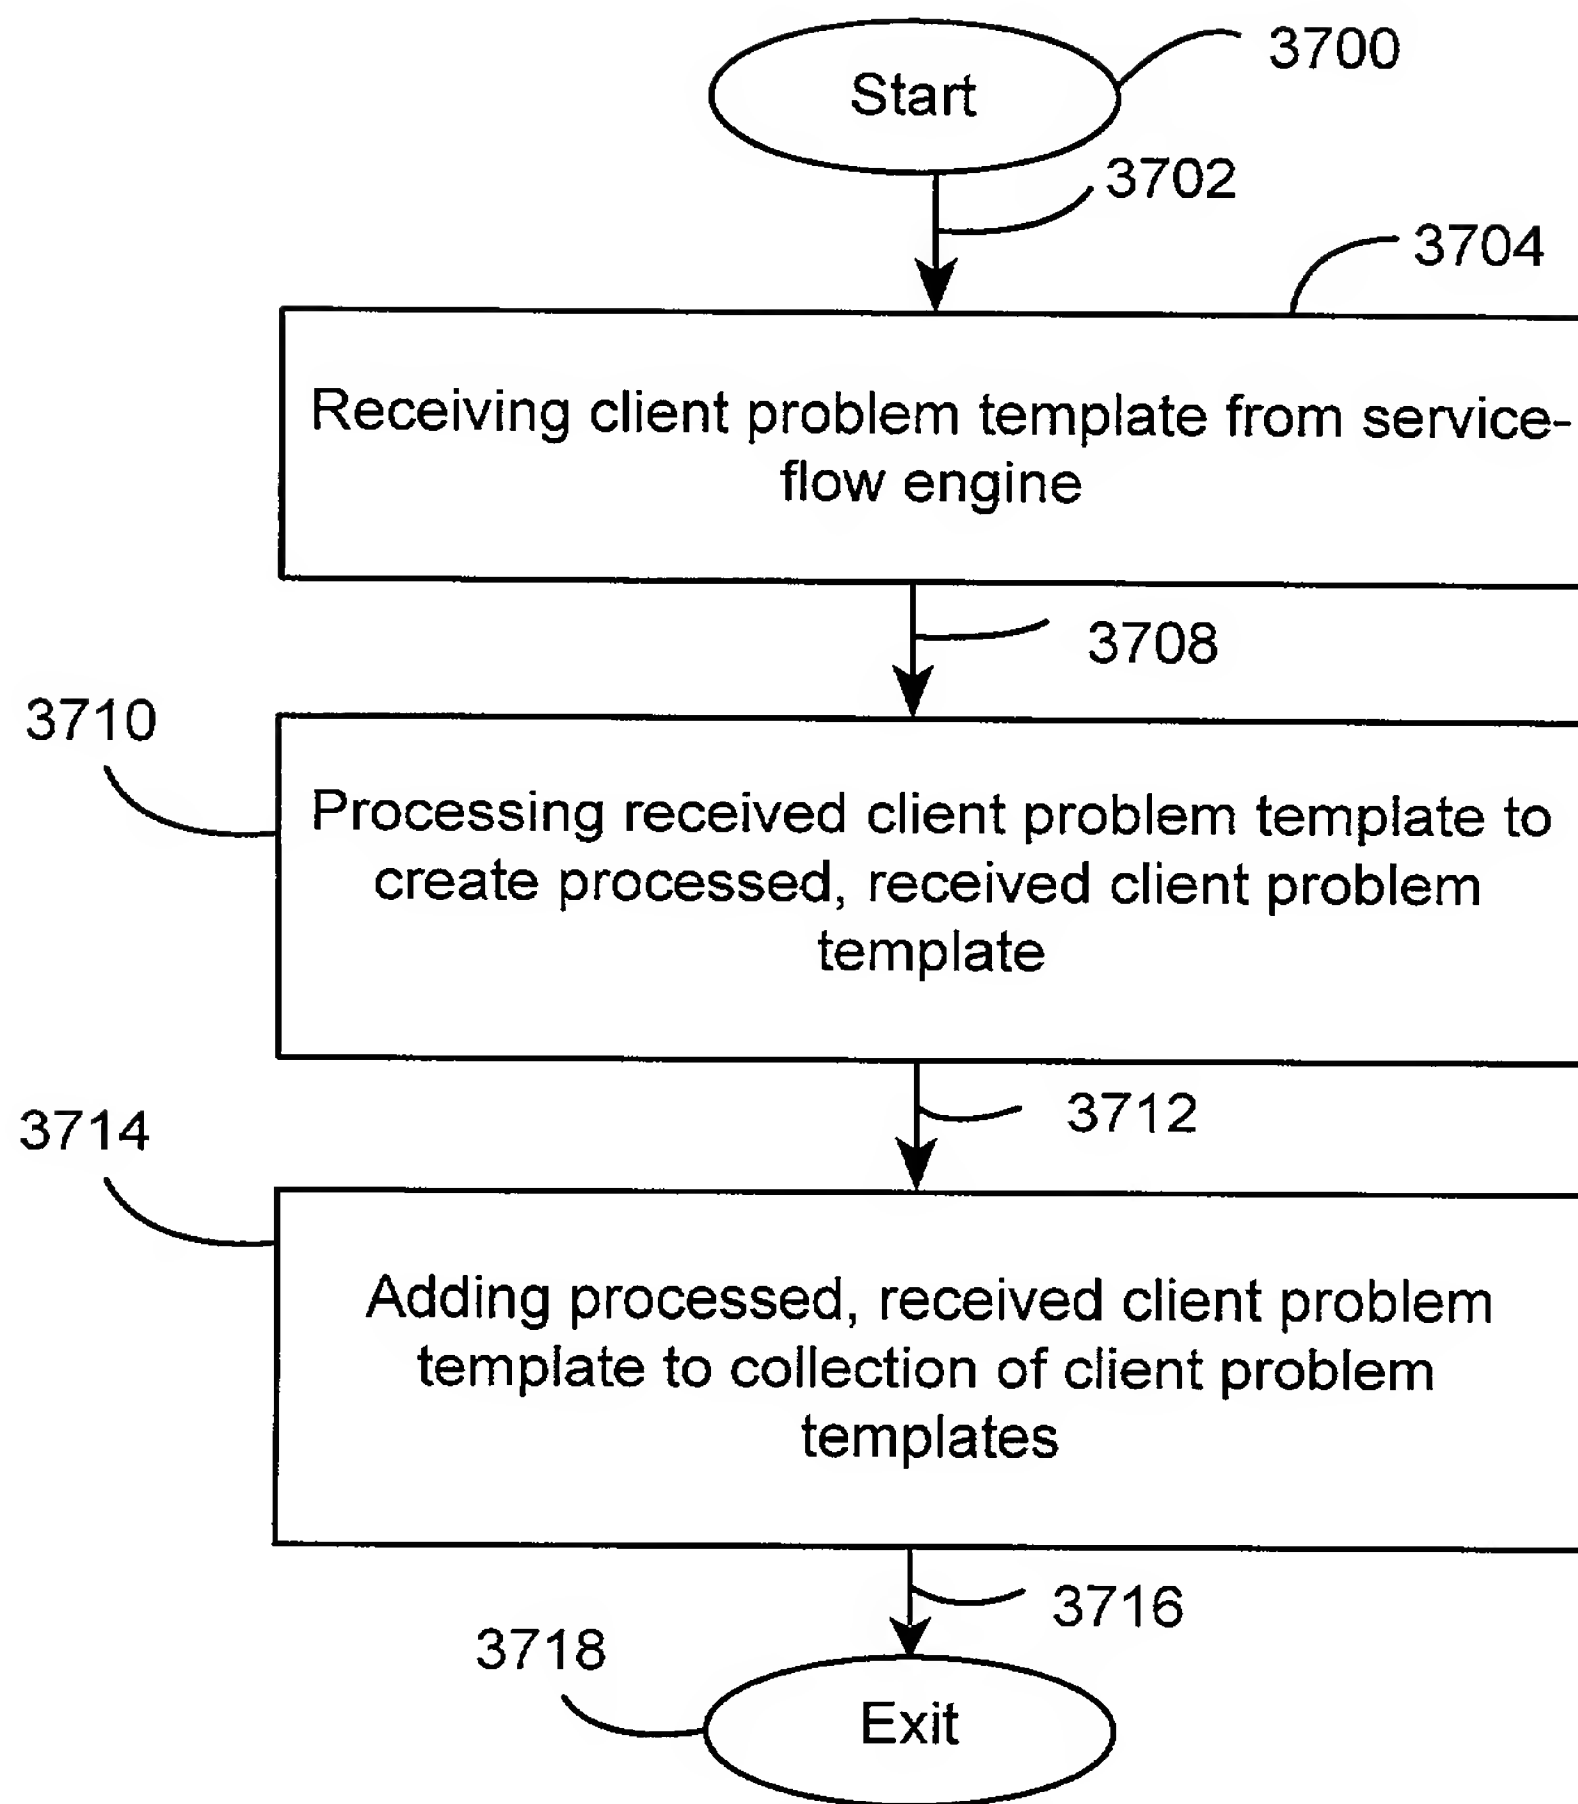 Start
3700
3702
3704
Receiving client problem template from service-
flow engine
3708
3710
Processing received client problem template to
create processed, received client problem
template
3712
3714
Adding processed, received client problem
template to collection of client problem
templates
3716
3718
Exit